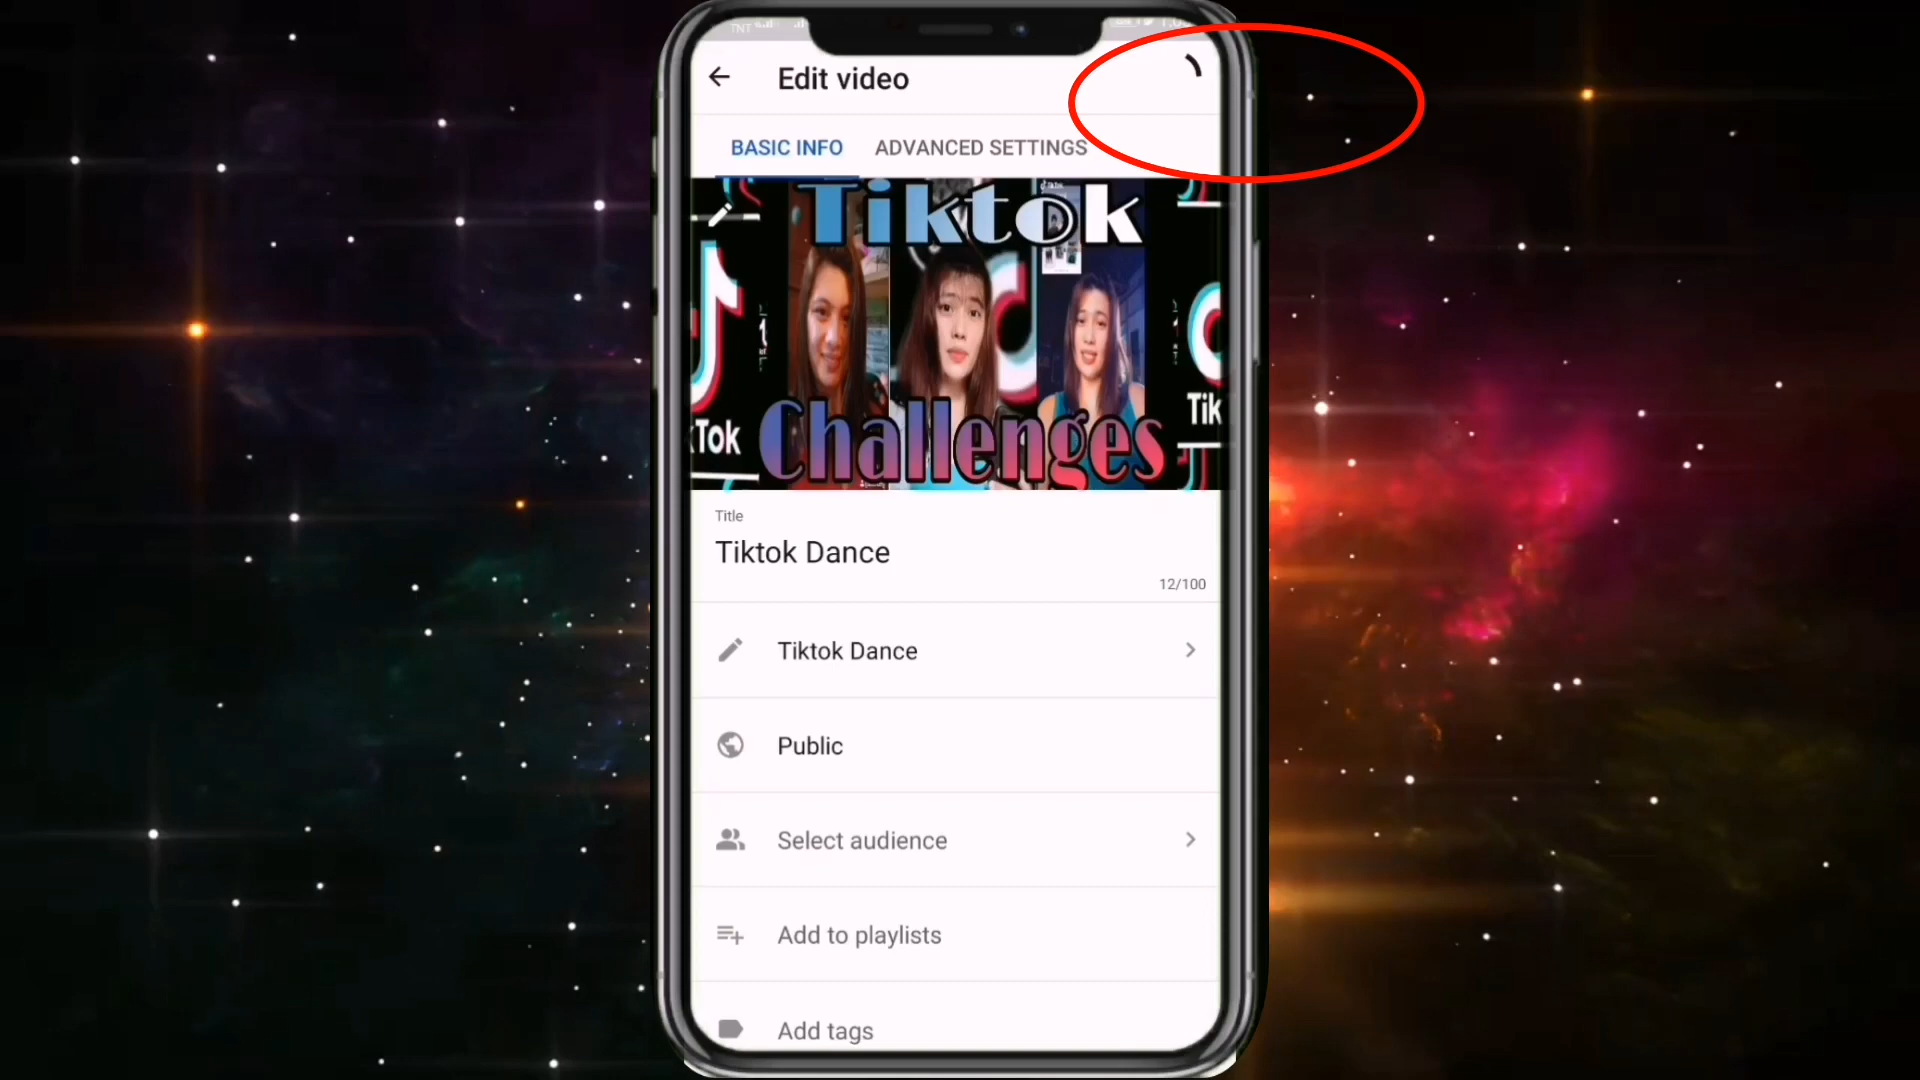 TNT
Edit video
BASIC INFO ADVANCED SETTINGS
Tiktok
Challenges
Tok
Tik
Title
Tiktok Dance
12/100
Tiktok Dance
Public
Select audience
Add to playlists
Add tags